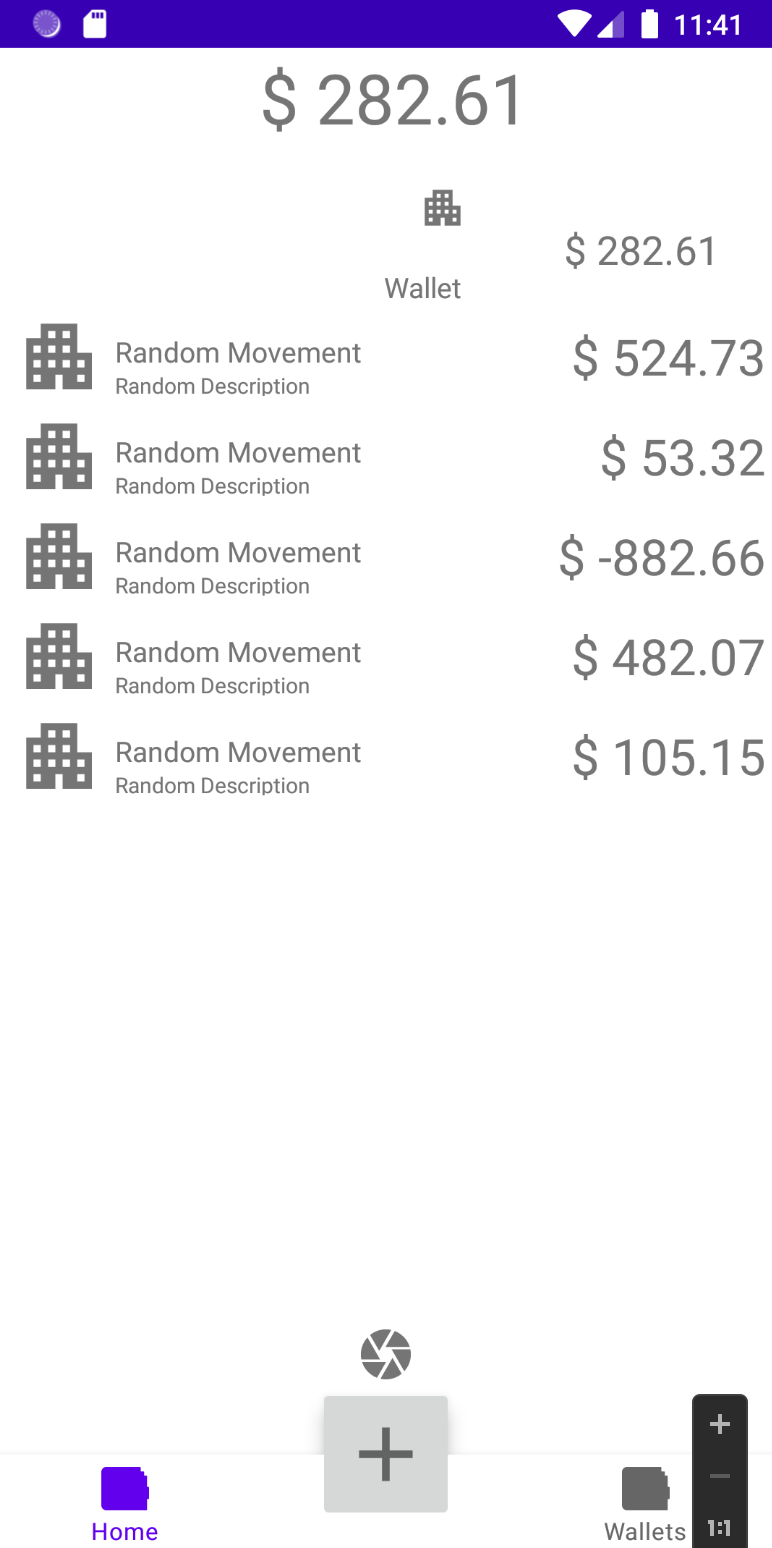 11:41
$ 282.61
$ 282.61
Wallet
Random Movement
Random Description
$ 524.73
Random Movement
Random Description
$ 53.32
Random Movement
Random Description
$ -882.66
Random Movement
Random Description
$ 482.07
Random Movement
Random Description
$ 105.15
Home
Wallets
1:1